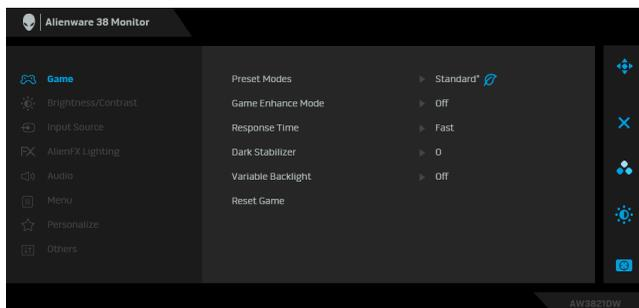 Alienware 38 Monitor
Game
Preset Modes Standard*
Game Enhance Mode Off
Brightness/Contrast
Input Source
Response Time Fast
AlienFX Lighting
Dark Stabilizer 0
Audio
Variable Backlight Off
Menu
Reset Game
Personalize
Others
AW3821DW